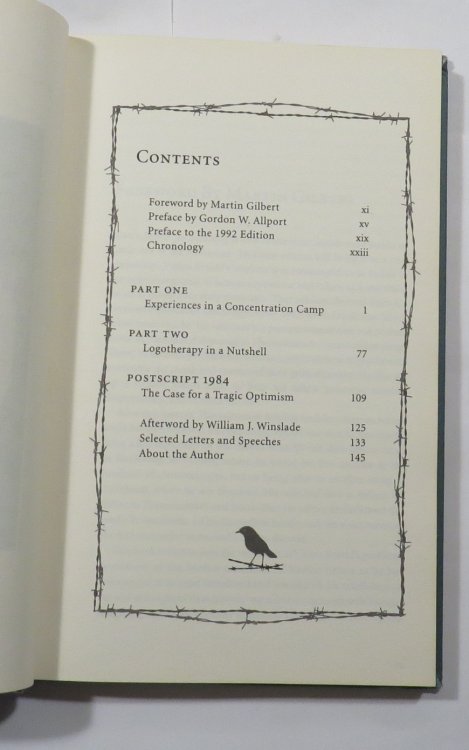 CONTENTS
Foreword by Martin Gilbert xi
Preface by Gordon W. Allport xv
Preface to the 1992 Edition xix
Chronology xxiii
PART ONE
Experiences in a Concentration Camp 1
PART TWO
Logotherapy in a Nutshell 77
POSTSCRIPT 1984
The Case for a Tragic Optimism 109
Afterword by William J. Winslade 125
Selected Letters and Speeches 133
About the Author 145